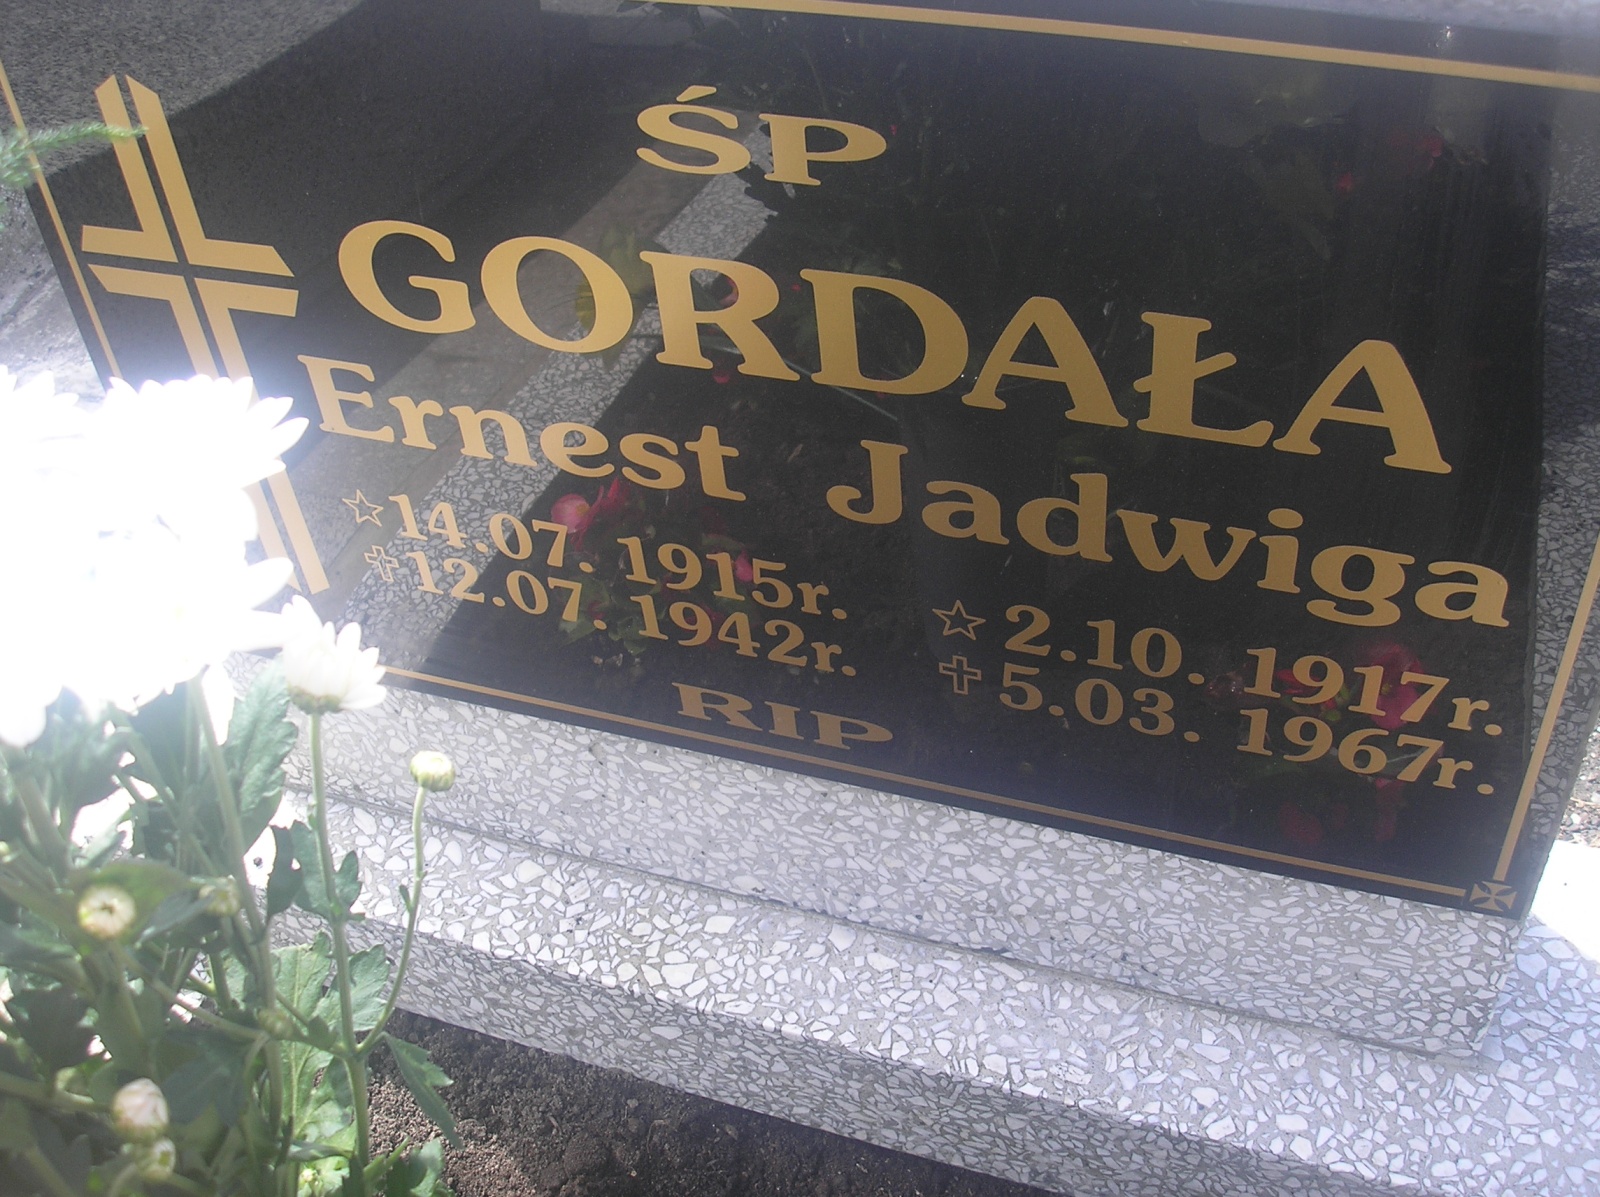 ŚP
GORDAŁA
Ernest Jadwiga
14.07. 1915r.
12.07. 1942r.
2.10. 1917r.
5.03. 1967r.
RIP